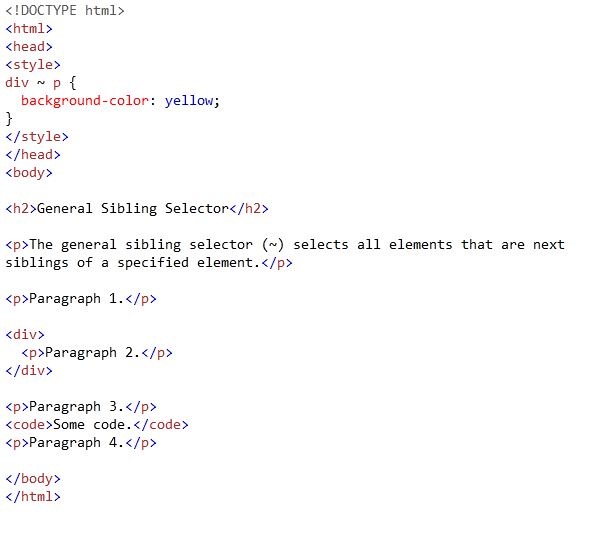 <!DOCTYPE html>
<html>
<head>
<style>
div ~ p {
  background-color: yellow;
}
</style>
</head>
<body>

<h2>General Sibling Selector</h2>

<p>The general sibling selector (~) selects all elements that are next
siblings of a specified element.</p>

<p>Paragraph 1.</p>

<div>
  <p>Paragraph 2.</p>
</div>

<p>Paragraph 3.</p>
<code>Some code.</code>
<p>Paragraph 4.</p>

</body>
</html>